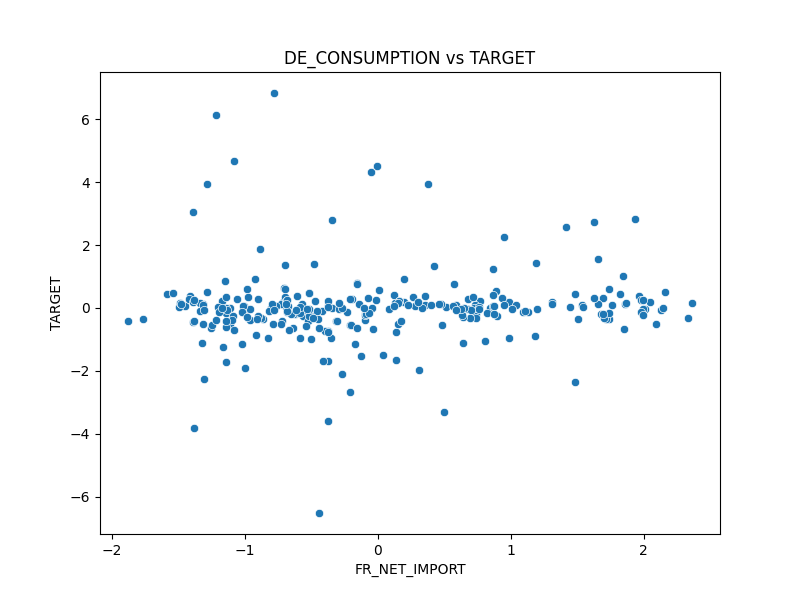 DE_CONSUMPTION vs TARGET
6
4
2
0
−2
−4
−6
TARGET
−2 −1 0 1 2
FR_NET_IMPORT